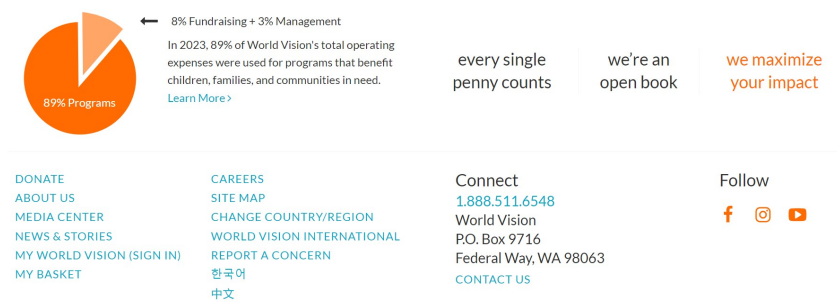 8% Fundraising + 3% Management
In 2023, 89% of World Vision's total operating
expenses were used for programs that benefit
children, families, and communities in need.
Learn More >
89% Programs
every single
penny counts
we're an
open book
we maximize
your impact
DONATE
ABOUT US
MEDIA CENTER
NEWS & STORIES
MY WORLD VISION (SIGN IN)
MY BASKET
CAREERS
SITE MAP
CHANGE COUNTRY/REGION
WORLD VISION INTERNATIONAL
REPORT A CONCERN
한국어
中文
Connect
1.888.511.6548
World Vision
P.O. Box 9716
Federal Way, WA 98063
CONTACT US
Follow